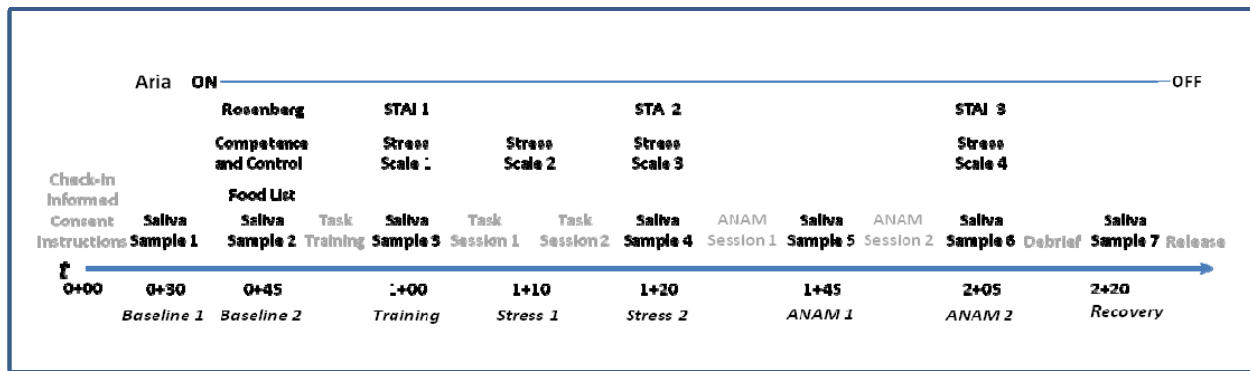 Aria ON OFF
Rosenberg STAI 1 STA 2 STAI 3
Competence Stress Stress Stress Stress
and Control Scale 1 Scale 2 Scale 3 Scale 4
Check-in
Informed Food List
Consent Saliva Saliva Task Saliva Task Task Saliva ANAM Saliva ANAM Saliva Saliva
Instructions Sample 1 Sample 2 Training Sample 3 Session 1 Session 2 Sample 4 Session 1 Sample 5 Session 2 Sample 6 Debrief Sample 7 Release
t
0+00 0+30 0+45 1+00 1+10 1+20 1+45 2+05 2+20
Baseline 1 Baseline 2 Training Stress 1 Stress 2 ANAM 1 ANAM 2 Recovery